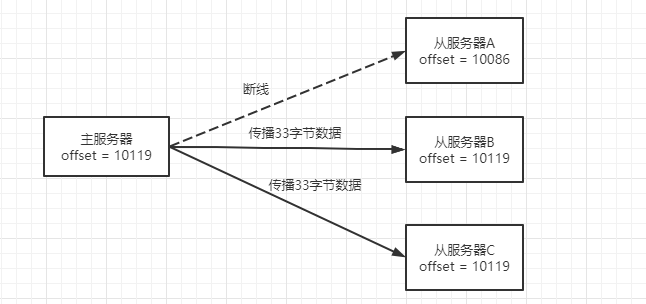 从服务器A
offset = 10086
断线
主服务器
offset = 10119
传播33字节数据
从服务器B
offset = 10119
传播33字节数据
从服务器C
offset = 10119